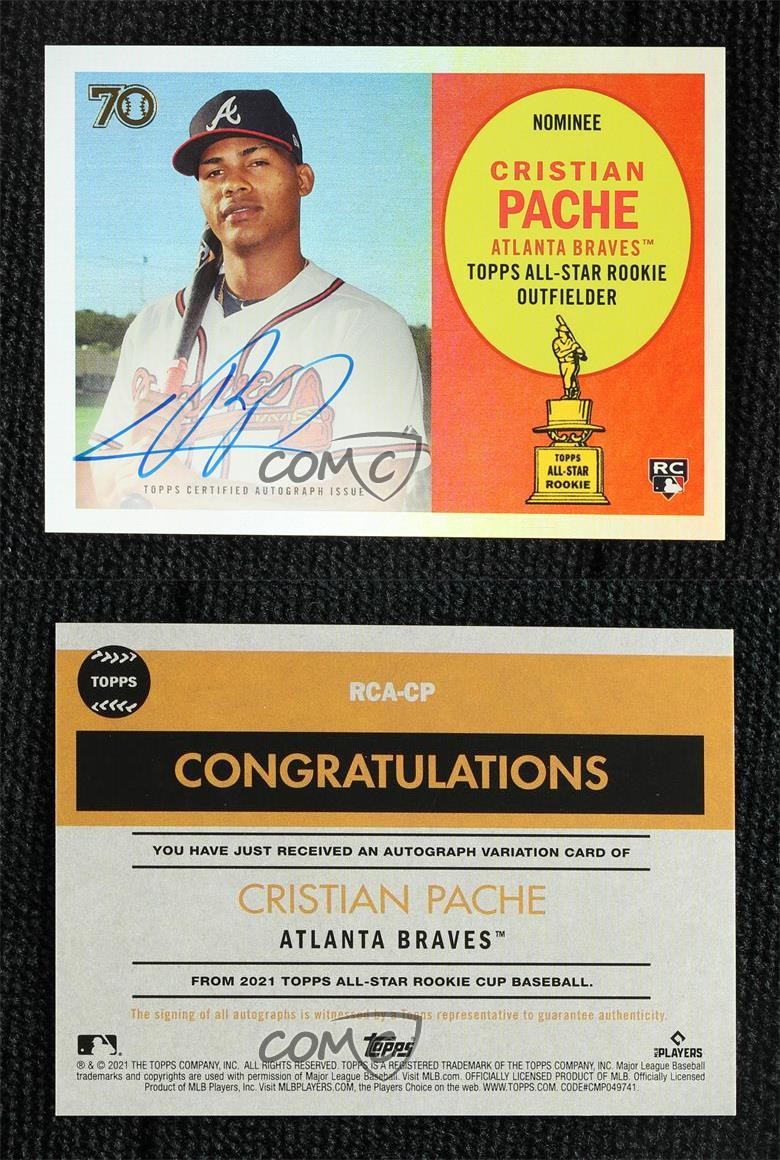 70
A
NOMINEE
CRISTIAN
PACHE
ATLANTA BRAVES™
TOPPS ALL-STAR ROOKIE
OUTFIELDER
TOPPS
ALL-STAR
ROOKIE
RC
Braves
COMC
TOPPS CERTIFIED AUTOGRAPH ISSUE
TOPPS
RCA-CP
CONGRATULATIONS
YOU HAVE JUST RECEIVED AN AUTOGRAPH VARIATION CARD OF
CRISTIAN PACHE
ATLANTA BRAVES™
FROM 2021 TOPPS ALL-STAR ROOKIE CUP BASEBALL.
The signing of all autographs is witnessed by a Topps representative to guarantee authenticity.
COMC
topps
PLAYERS
® & © 2021 THE TOPPS COMPANY, INC. ALL RIGHTS RESERVED. TOPPS IS A REGISTERED TRADEMARK OF THE TOPPS COMPANY, INC. Major League Baseball
trademarks and copyrights are used with permission of Major League Baseball. Visit MLB.com. OFFICIALLY LICENSED PRODUCT OF MLB. Officially Licensed
Product of MLB Players, Inc. Visit MLBPLAYERS.COM, the Players Choice on the web. WWW.TOPPS.COM. CODE#CMP049741.